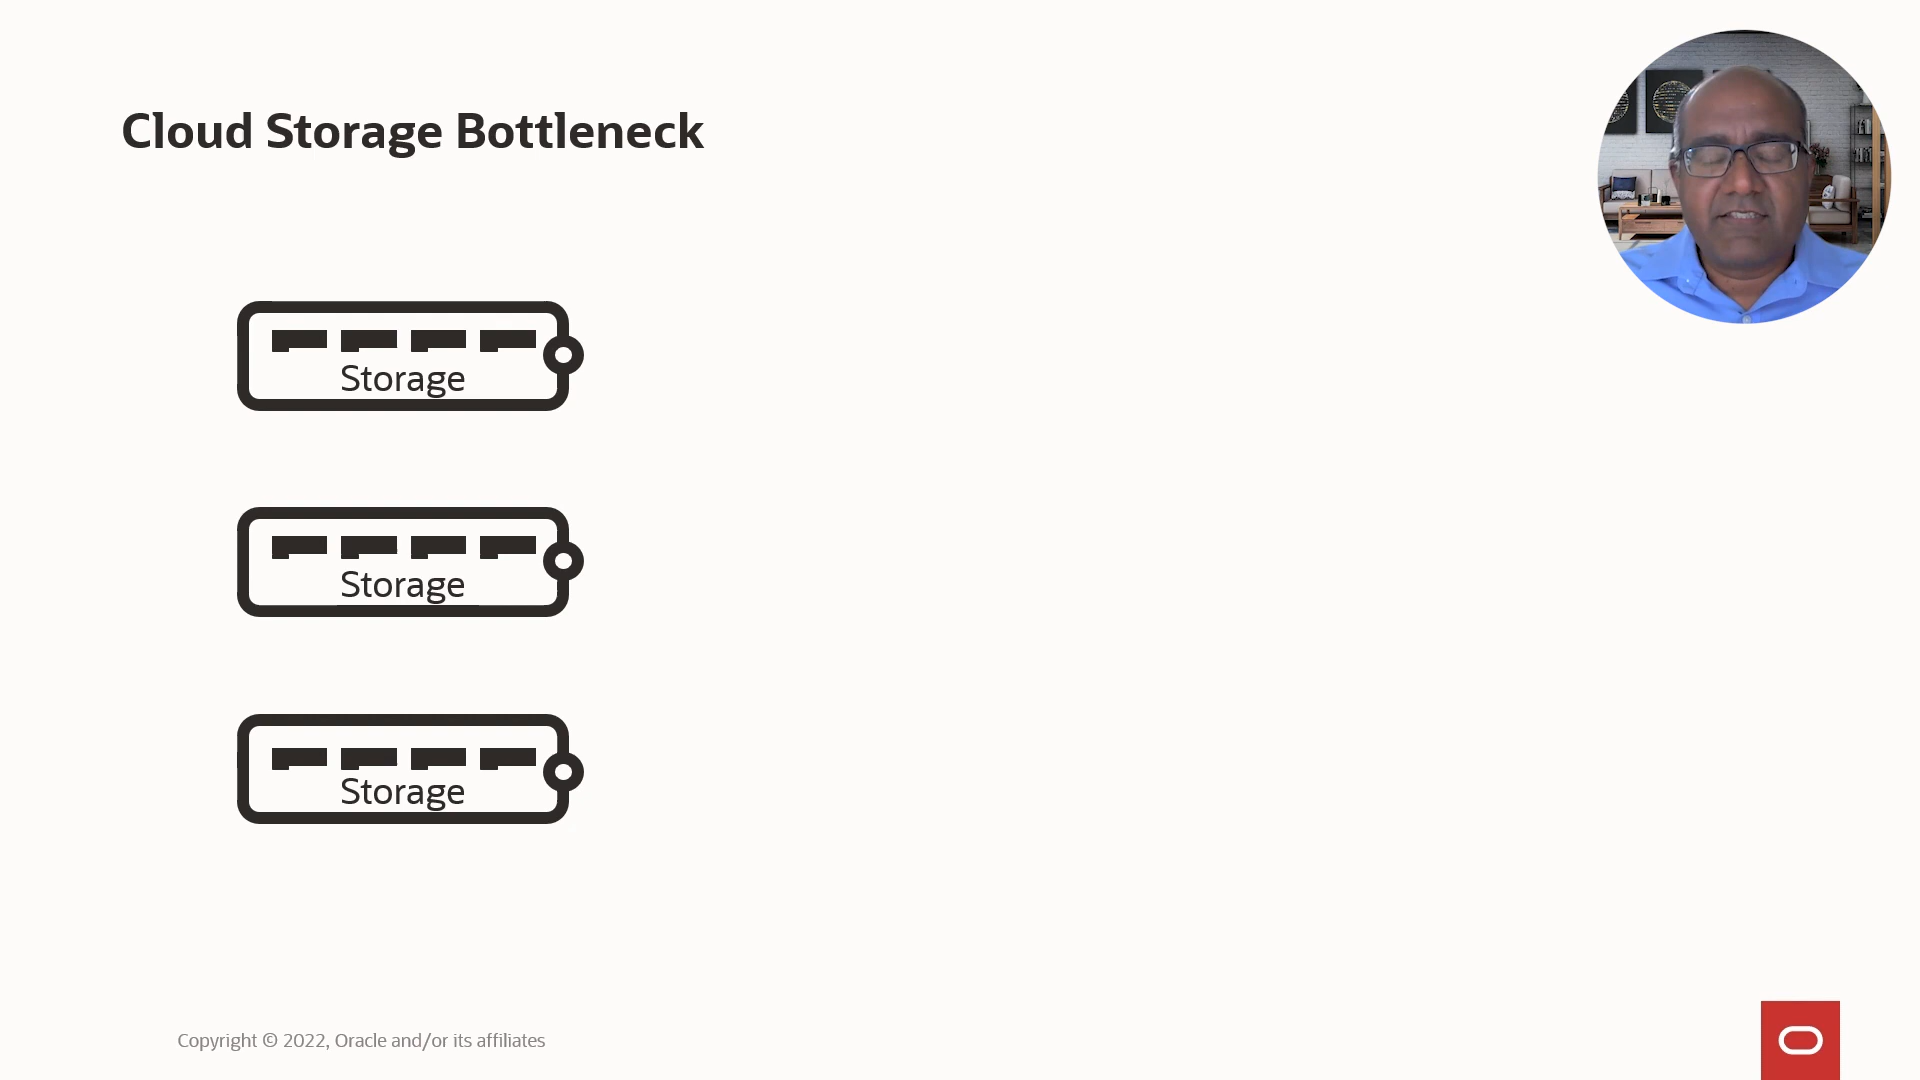 Cloud Storage Bottleneck
Storage
Storage
Storage
Copyright © 2022, Oracle and/or its affiliates